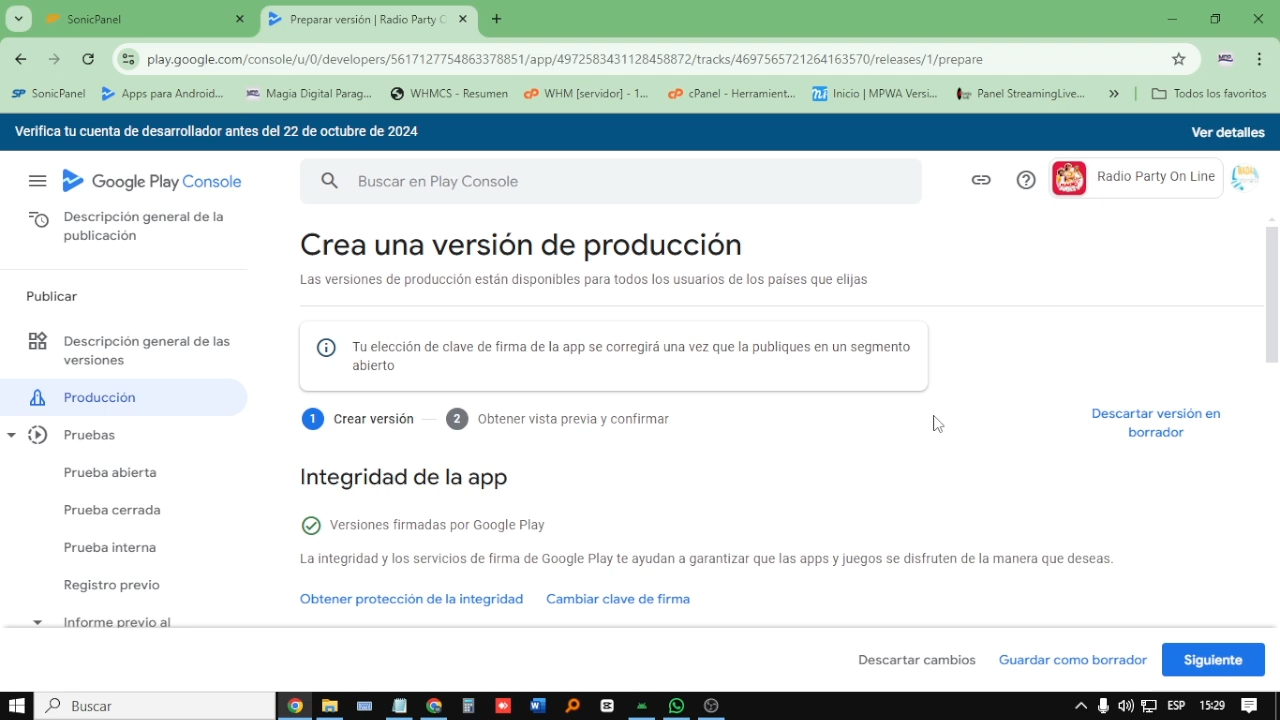 SonicPanel
Preparar versión | Radio Party O
play.google.com/console/u/0/developers/5617127754863378851/app/4972583431128458872/tracks/4697565721264163570/releases/1/prepare
SonicPanel
Apps para Android...
Magia Digital Parag...
WHMCS - Resumen
WHM [servidor] - 1...
cPanel - Herramient...
Inicio | MPWA Versi...
Panel StreamingLive...
Todos los favoritos
Verifica tu cuenta de desarrollador antes del 22 de octubre de 2024
Ver detalles
Google Play Console
Buscar en Play Console
Radio Party On Line
Descripción general de la
publicación
Publicar
Descripción general de las
versiones
Producción
Pruebas
Prueba abierta
Prueba cerrada
Prueba interna
Registro previo
Informe previo al
Crea una versión de producción
Las versiones de producción están disponibles para todos los usuarios de los países que elijas
Tu elección de clave de firma de la app se corregirá una vez que la publiques en un segmento
abierto
1 Crear versión
2 Obtener vista previa y confirmar
Descartar versión en
borrador
Integridad de la app
Versiones firmadas por Google Play
La integridad y los servicios de firma de Google Play te ayudan a garantizar que las apps y juegos se disfruten de la manera que deseas.
Obtener protección de la integridad
Cambiar clave de firma
Descartar cambios
Guardar como borrador
Siguiente
Buscar
ESP
15:29